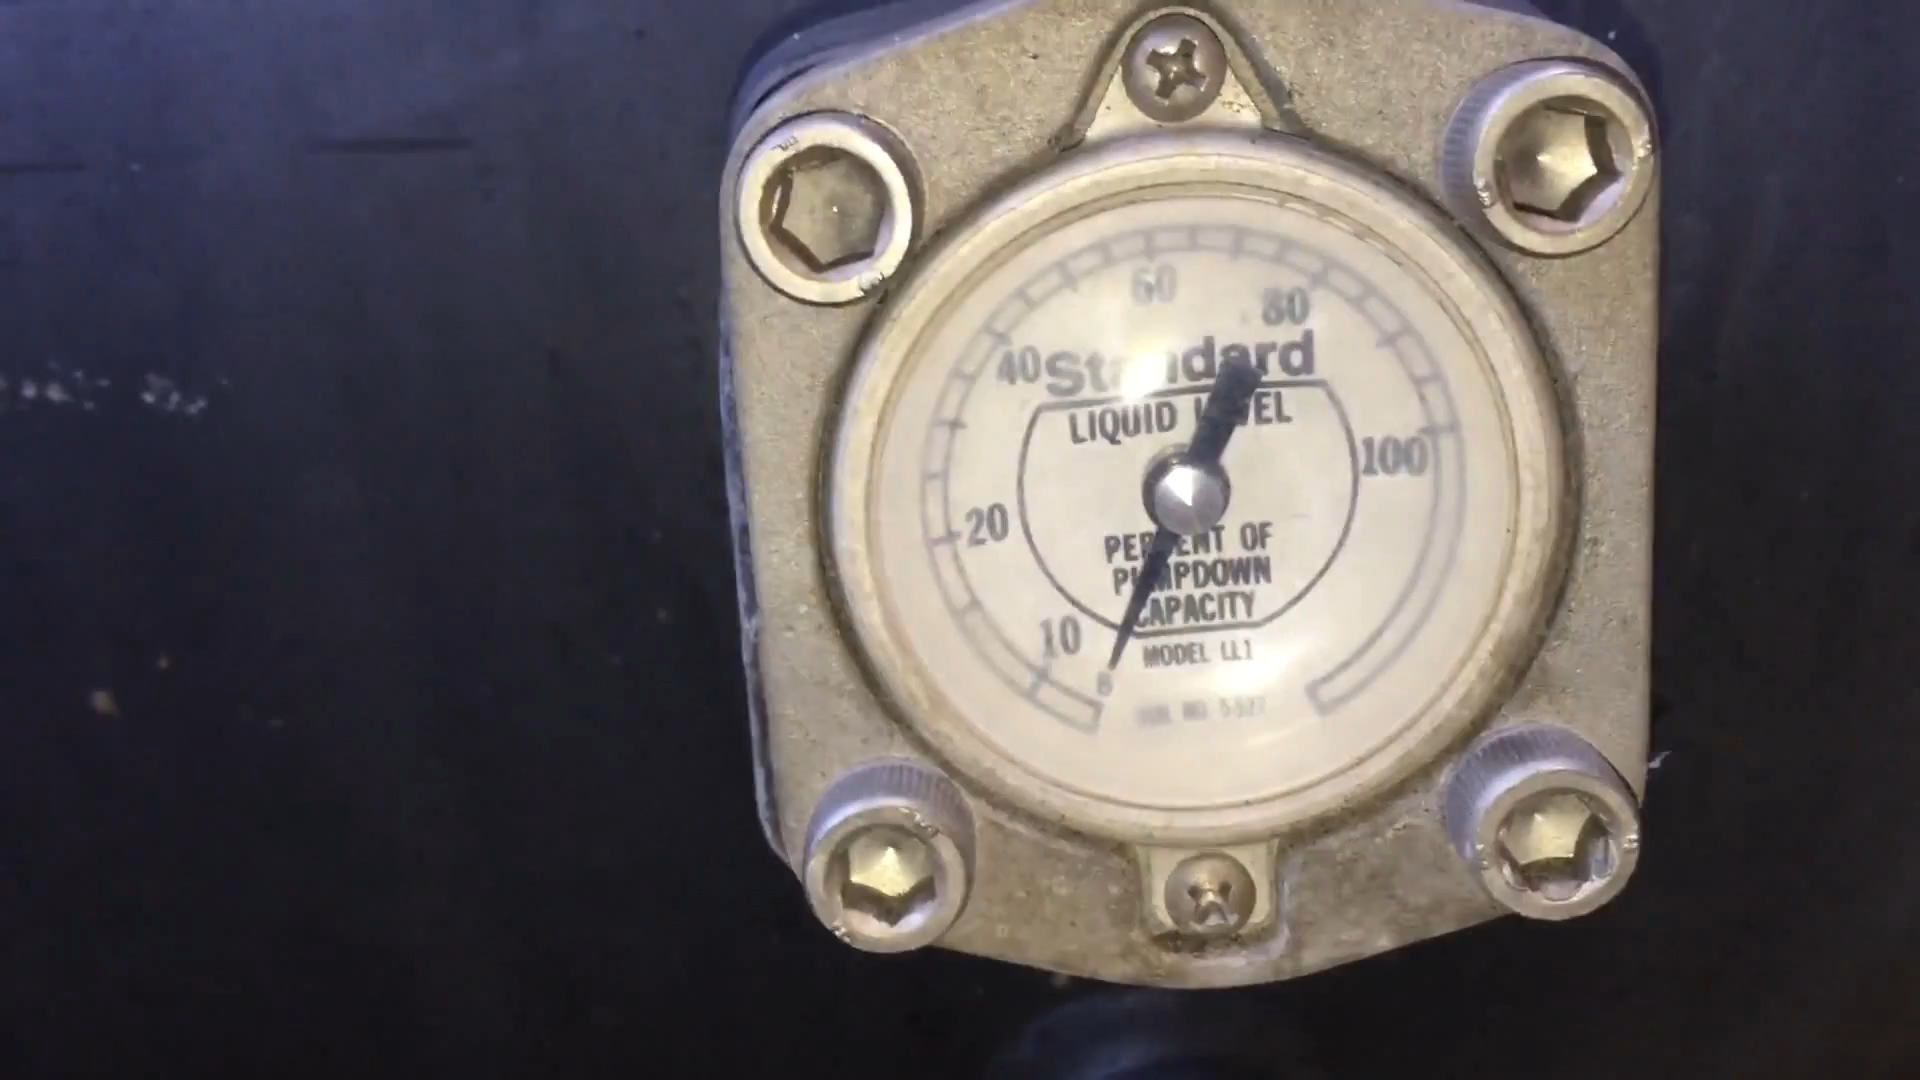 60
80
40
Standard
LIQUID LEVEL
100
20
PERCENT OF
PUMPDOWN
CAPACITY
10
MODEL LL1